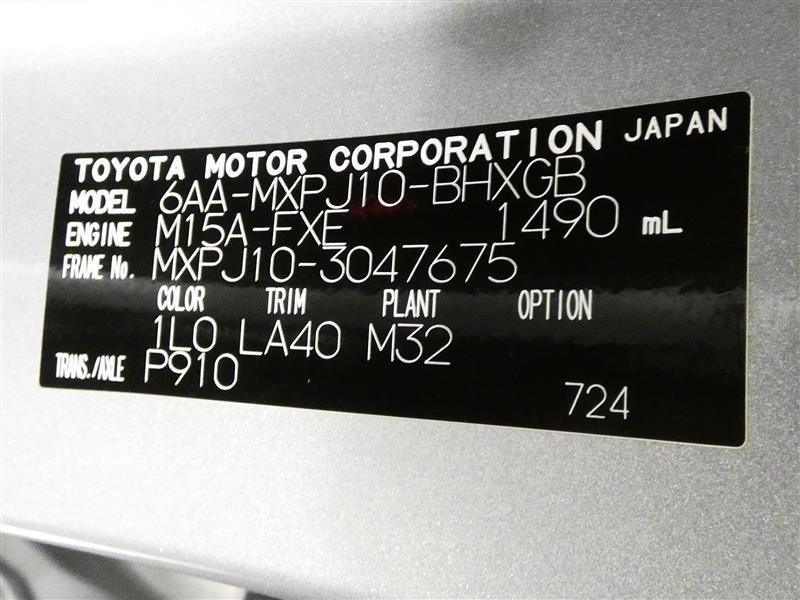 TOYOTA MOTOR CORPORATION JAPAN
MODEL 6AA-MXPJ10-BHXGB
ENGINE M15A-FXE 1490 mL
FRAME No. MXPJ10-3047675
COLOR TRIM PLANT OPTION
1L0 LA40 M32
TRANS./AXLE P910
724